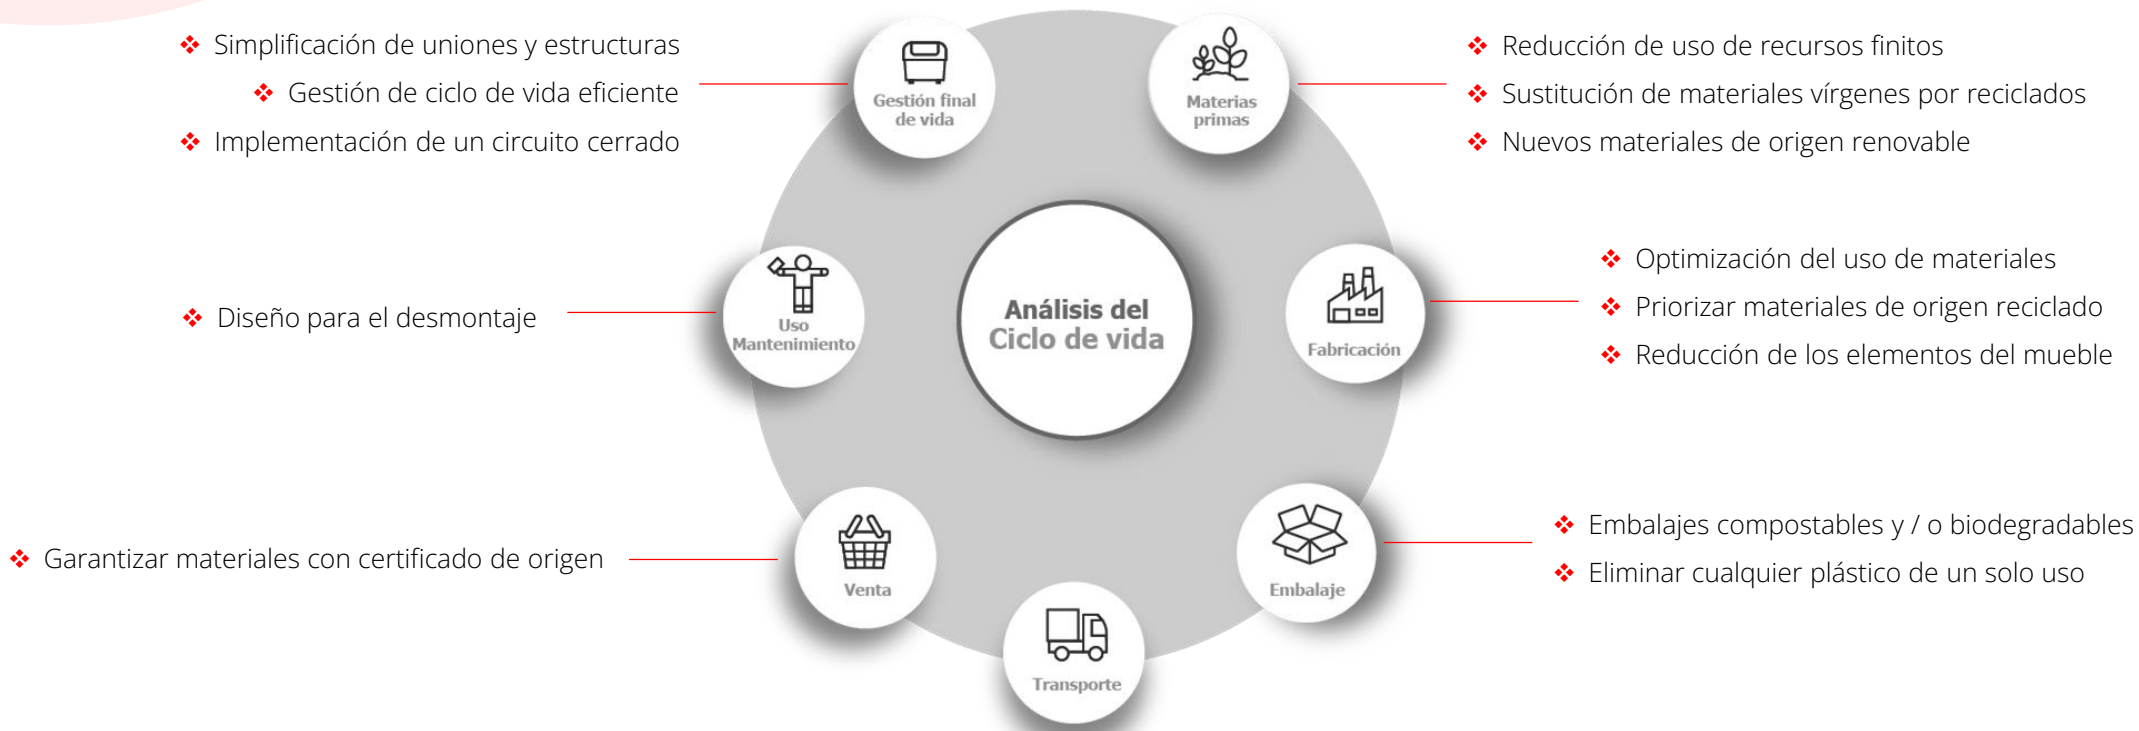 ❖ Simplificación de uniones y estructuras
❖ Gestión de ciclo de vida eficiente
❖ Implementación de un circuito cerrado
Gestión final
de vida
Materias
primas
❖ Reducción de uso de recursos finitos
❖ Sustitución de materiales vírgenes por reciclados
❖ Nuevos materiales de origen renovable
❖ Diseño para el desmontaje
Uso
Mantenimiento
Análisis del
Ciclo de vida
Fabricación
❖ Optimización del uso de materiales
❖ Priorizar materiales de origen reciclado
❖ Reducción de los elementos del mueble
❖ Garantizar materiales con certificado de origen
Venta
Transporte
Embalaje
❖ Embalajes compostables y / o biodegradables
❖ Eliminar cualquier plástico de un solo uso